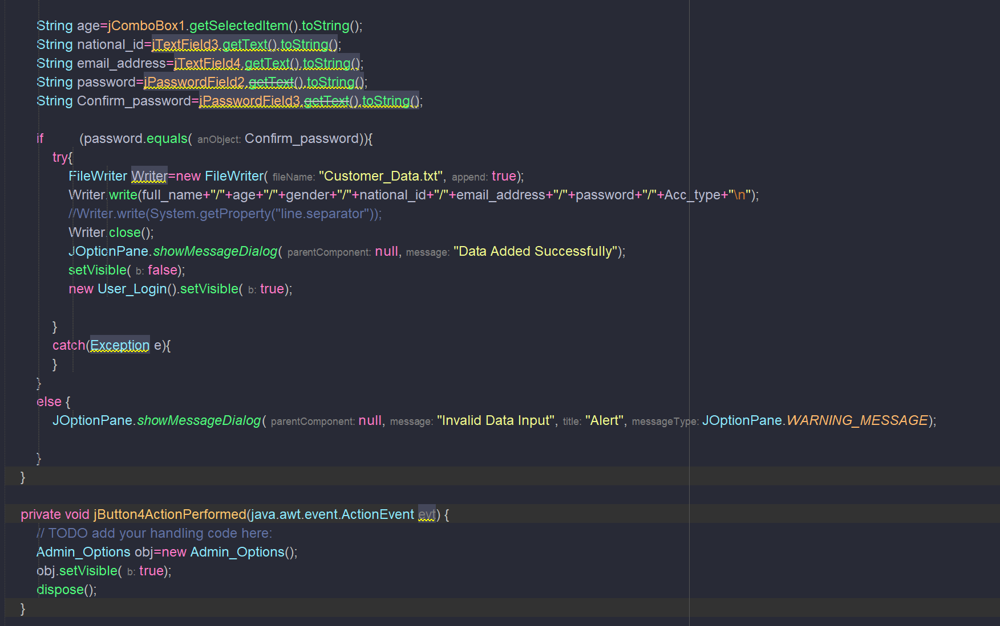 String age=jComboBox1.getSelectedItem().toString();
String national_id=jTextField3.getText().toString();
String email_address=jTextField4.getText().toString();
String password=jPasswordField2.getText().toString();
String Confirm_password=jPasswordField3.getText().toString();
if (password.equals( anObject: Confirm_password)){
try{
FileWriter Writer=new FileWriter( fileName: "Customer_Data.txt", append: true);
Writer.write(full_name+"/"+age+"/"+gender+"/"+national_id+"/"+email_address+"/"+password+"/"+Acc_type+"\n");
//Writer.write(System.getProperty("line.separator"));
Writer.close();
JOptionPane.showMessageDialog( parentComponent: null, message: "Data Added Successfully");
setVisible( b: false);
new User_Login().setVisible( b: true);
}
catch(Exception e){
}
}
else {
JOptionPane.showMessageDialog( parentComponent: null, message: "Invalid Data Input", title: "Alert", messageType: JOptionPane.WARNING_MESSAGE);
}
}
private void jButton4ActionPerformed(java.awt.event.ActionEvent evt) {
// TODO add your handling code here:
Admin_Options obj=new Admin_Options();
obj.setVisible( b: true);
dispose();
}